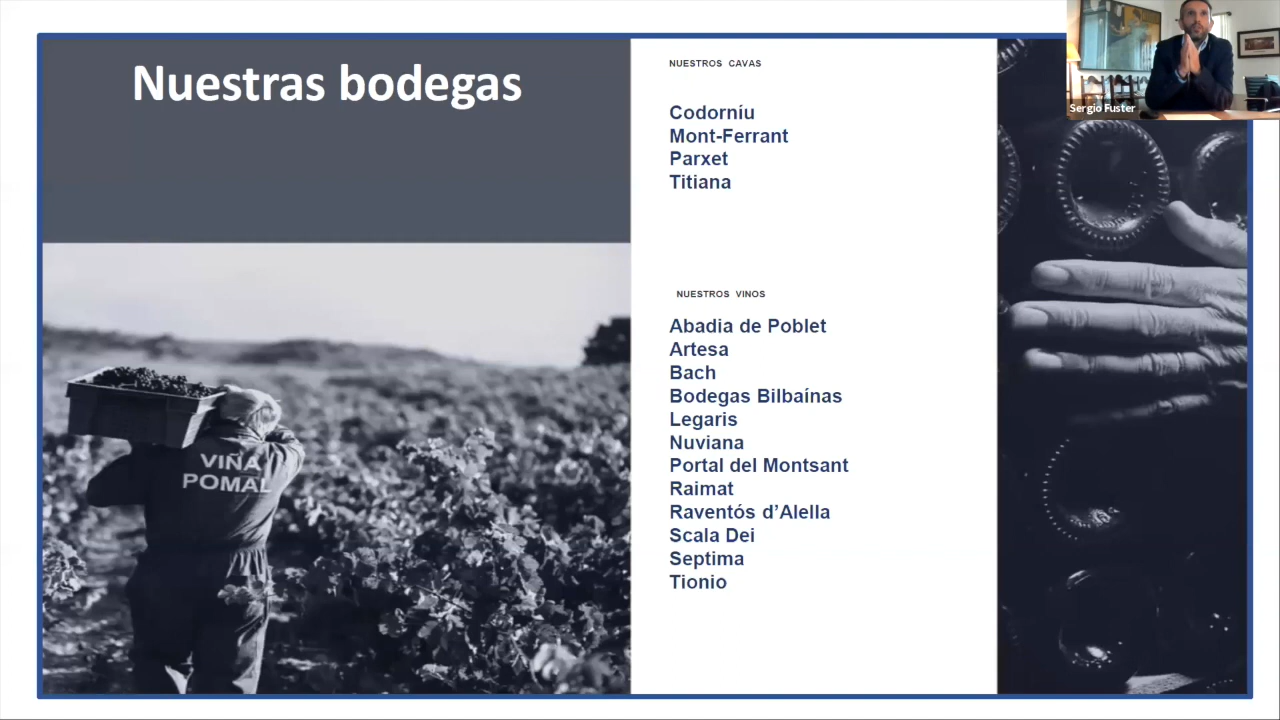 Nuestras bodegas
VIÑA
POMAL
NUESTROS CAVAS
Codorníu
Mont-Ferrant
Parxet
Titiana
NUESTROS VINOS
Abadia de Poblet
Artesa
Bach
Bodegas Bilbaínas
Legaris
Nuviana
Portal del Montsant
Raimat
Raventós d’Alella
Scala Dei
Septima
Tionio
Sergio Fuster